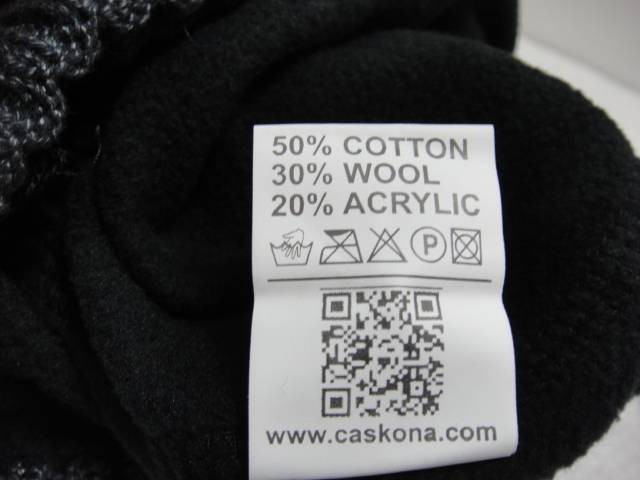 50% COTTON
30% WOOL
20% ACRYLIC
P
www.caskona.com